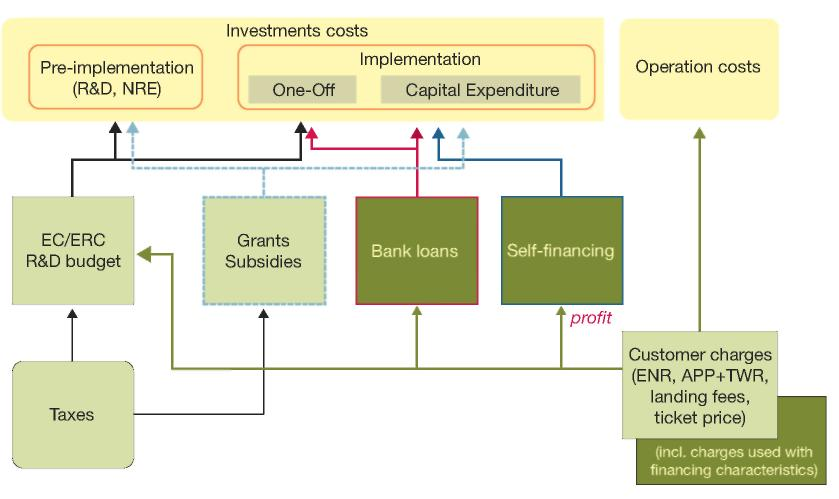 Investments costs
Pre-implementation
(R&D, NRE)
Implementation
One-Off
Capital Expenditure
Operation costs
EC/ERC
R&D budget
Grants
Subsidies
Bank loans
Self-financing
profit
Taxes
Customer charges
(ENR, APP+TWR,
landing fees,
ticket price)
(incl. charges used with
financing characteristics)